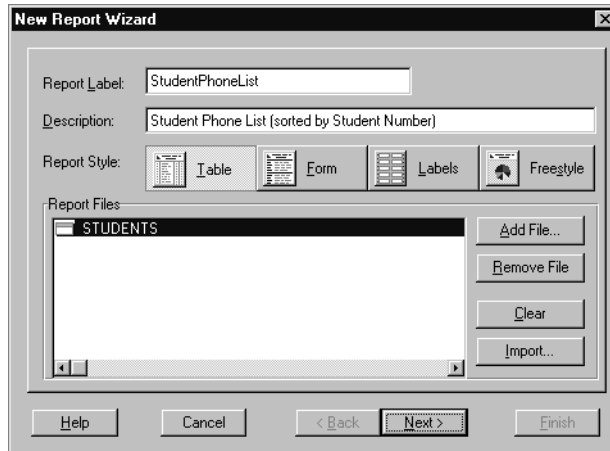 New Report Wizard
Report Label: StudentPhoneList
Description: Student Phone List (sorted by Student Number)
Report Style: Table Form Labels Freestyle
Report Files
STUDENTS
Add File...
Remove File
Clear
Import...
Help Cancel < Back Next > Finish